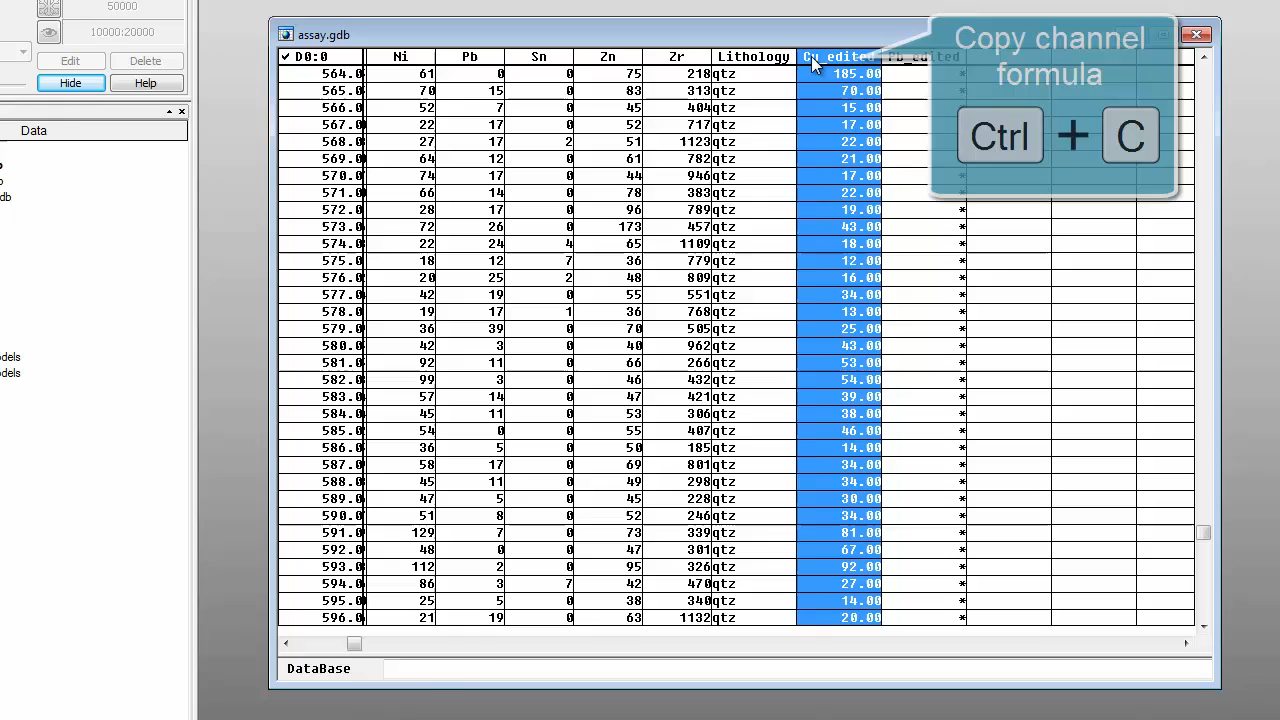 50000
10000:20000
Edit Delete
Hide Help
Data
db
odels
odels
assay.gdb
Copy channel
formula
Ctrl + C
✓ D0:0 Ni Pb Sn Zn Zr Lithology Cu_edited Pb_edited
564.0 61 0 0 75 218 qtz 185.00 *
565.0 70 15 0 83 313 qtz 70.00 *
566.0 52 7 0 45 404 qtz 15.00 *
567.0 22 17 0 52 717 qtz 17.00 *
568.0 27 17 2 51 1123 qtz 22.00 *
569.0 64 12 0 61 782 qtz 21.00 *
570.0 74 17 0 44 946 qtz 17.00 *
571.0 66 14 0 78 383 qtz 22.00 *
572.0 28 17 0 96 789 qtz 19.00 *
573.0 72 26 0 173 457 qtz 43.00 *
574.0 22 24 4 65 1109 qtz 18.00 *
575.0 18 12 7 36 779 qtz 12.00 *
576.0 20 25 2 48 809 qtz 16.00 *
577.0 42 19 0 55 551 qtz 34.00 *
578.0 19 17 1 36 768 qtz 13.00 *
579.0 36 39 0 70 505 qtz 25.00 *
580.0 42 3 0 40 962 qtz 43.00 *
581.0 92 11 0 66 266 qtz 53.00 *
582.0 99 3 0 46 432 qtz 54.00 *
583.0 57 14 0 47 421 qtz 39.00 *
584.0 45 11 0 53 306 qtz 38.00 *
585.0 54 0 0 55 407 qtz 46.00 *
586.0 36 5 0 50 185 qtz 14.00 *
587.0 58 17 0 69 801 qtz 34.00 *
588.0 45 11 0 49 298 qtz 34.00 *
589.0 47 5 0 45 228 qtz 30.00 *
590.0 51 8 0 52 246 qtz 34.00 *
591.0 129 7 0 73 339 qtz 81.00 *
592.0 48 0 0 47 301 qtz 67.00 *
593.0 112 2 0 95 326 qtz 92.00 *
594.0 86 3 7 42 470 qtz 27.00 *
595.0 25 5 0 38 340 qtz 14.00 *
596.0 21 19 0 63 1132 qtz 20.00 *
DataBase